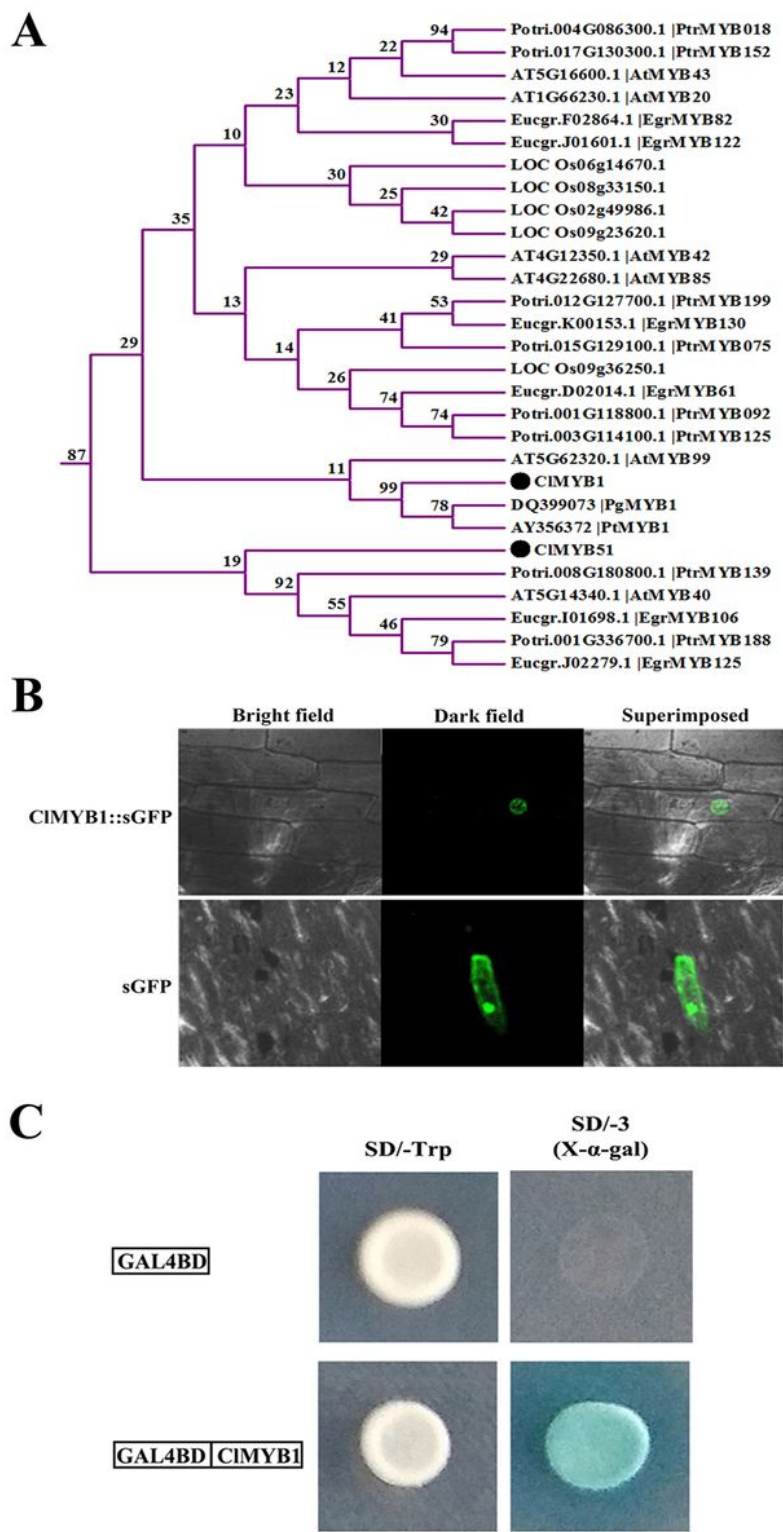 A
94
22
12
23
10
35
29
87
30
30
25
42
29
13
53
41
14
26
74
74
11
99
78
19
92
55
46
79
Potri.004G086300.1 |PtrMYB018
Potri.017G130300.1 |PtrMYB152
AT5G16600.1 |AtMYB43
AT1G66230.1 |AtMYB20
Eucgr.F02864.1 |EgrMYB82
Eucgr.J01601.1 |EgrMYB122
LOC Os06g14670.1
LOC Os08g33150.1
LOC Os02g49986.1
LOC Os09g23620.1
AT4G12350.1 |AtMYB42
AT4G22680.1 |AtMYB85
Potri.012G127700.1 |PtrMYB199
Eucgr.K00153.1 |EgrMYB130
Potri.015G129100.1 |PtrMYB075
LOC Os09g36250.1
Eucgr.D02014.1 |EgrMYB61
Potri.001G118800.1 |PtrMYB092
Potri.003G114100.1 |PtrMYB125
AT5G62320.1 |AtMYB99
ClMYB1
DQ399073 |PgMYB1
AY356372 |PtMYB1
ClMYB51
Potri.008G180800.1 |PtrMYB139
AT5G14340.1 |AtMYB40
Eucgr.I01698.1 |EgrMYB106
Potri.001G336700.1 |PtrMYB188
Eucgr.J02279.1 |EgrMYB125
B
Bright field Dark field Superimposed
ClMYB1::sGFP
sGFP
C
SD/-Trp
SD/-3
(X-α-gal)
GAL4BD
GAL4BD ClMYB1